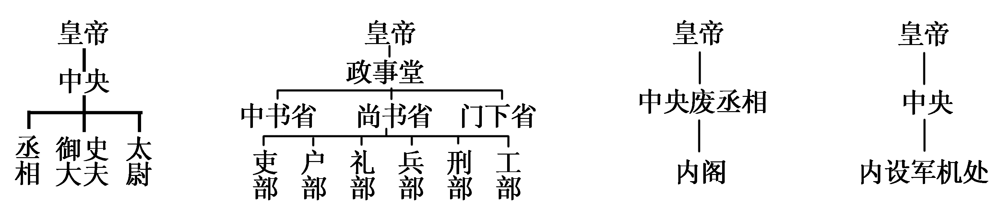 皇帝
中央
丞相
御史大夫
太尉
皇帝
政事堂
中书省
尚书省
门下省
吏部
户部
礼部
兵部
刑部
工部
皇帝
中央废丞相
内阁
皇帝
中央
内设军机处